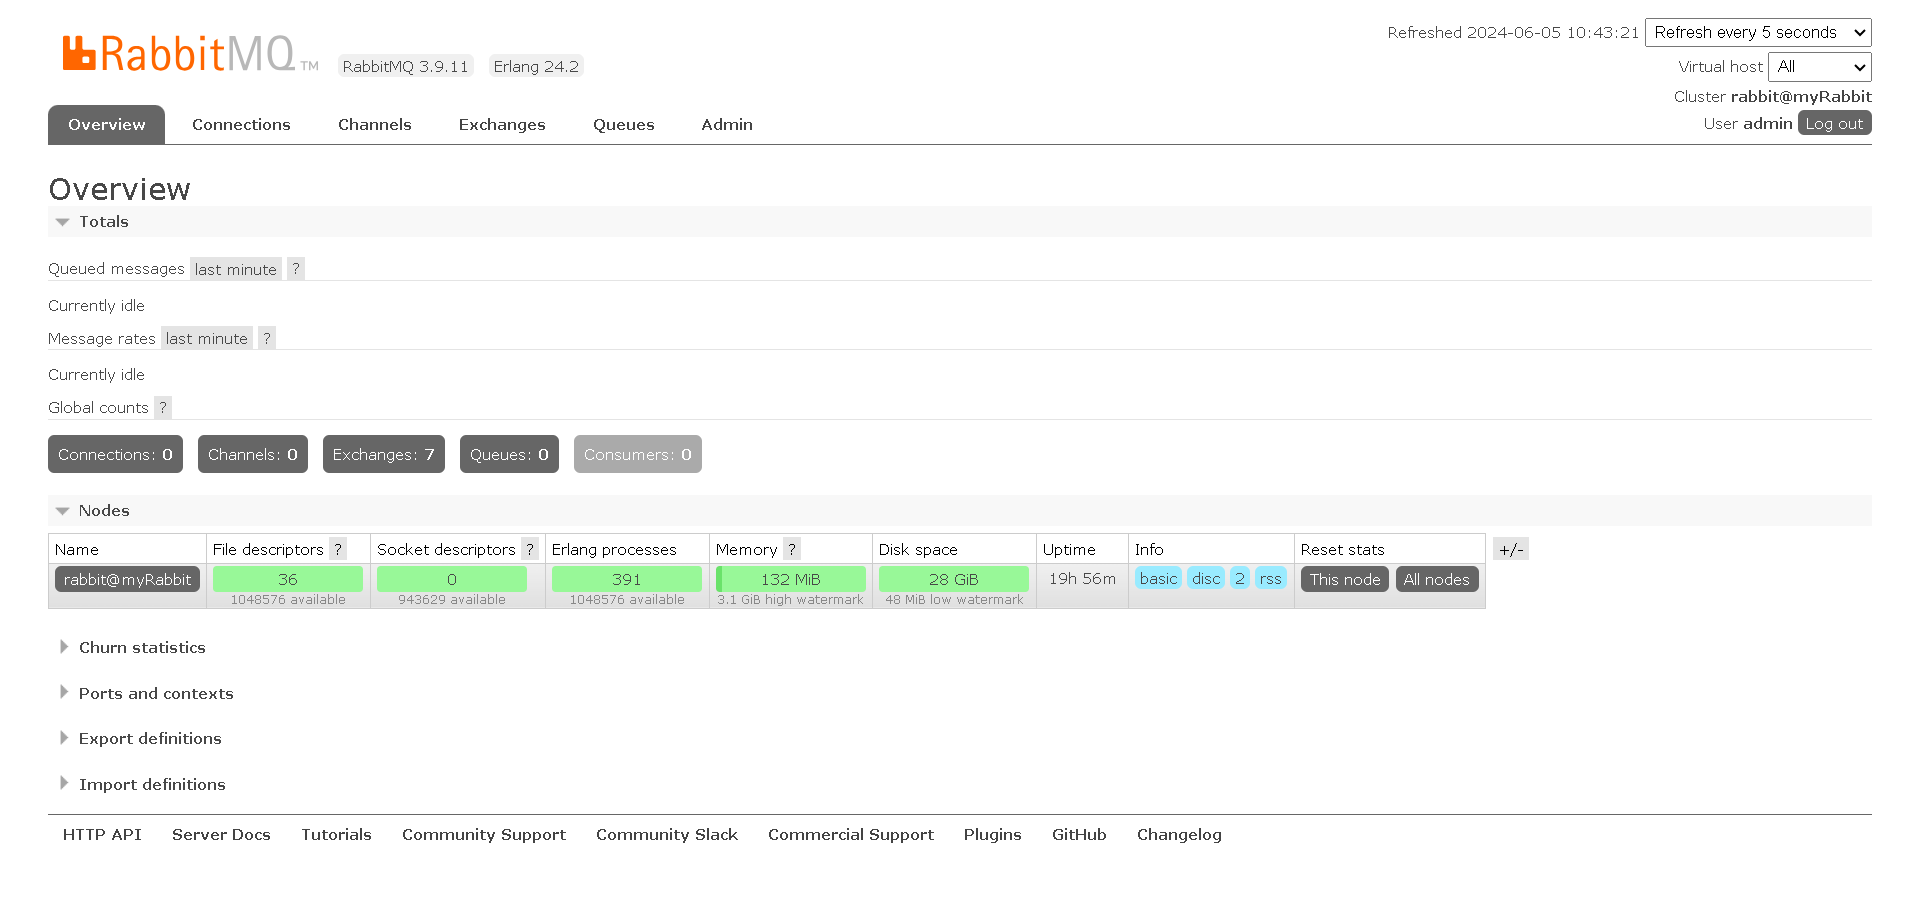 RabbitMQ TM RabbitMQ 3.9.11 Erlang 24.2
Refreshed 2024-06-05 10:43:21 Refresh every 5 seconds
Virtual host All
Cluster rabbit@myRabbit
User admin Log out
Overview Connections Channels Exchanges Queues Admin
Overview
Totals
Queued messages last minute ?
Currently idle
Message rates last minute ?
Currently idle
Global counts ?
Connections: 0 Channels: 0 Exchanges: 7 Queues: 0 Consumers: 0
Nodes
Name File descriptors ? Socket descriptors ? Erlang processes Memory ? Disk space Uptime Info Reset stats +/-
rabbit@myRabbit 36 0 391 132 MiB 28 GiB 19h 56m basic disc 2 rss This node All nodes
1048576 available 943629 available 1048576 available 3.1 GiB high watermark 48 MiB low watermark
Churn statistics
Ports and contexts
Export definitions
Import definitions
HTTP API Server Docs Tutorials Community Support Community Slack Commercial Support Plugins GitHub Changelog